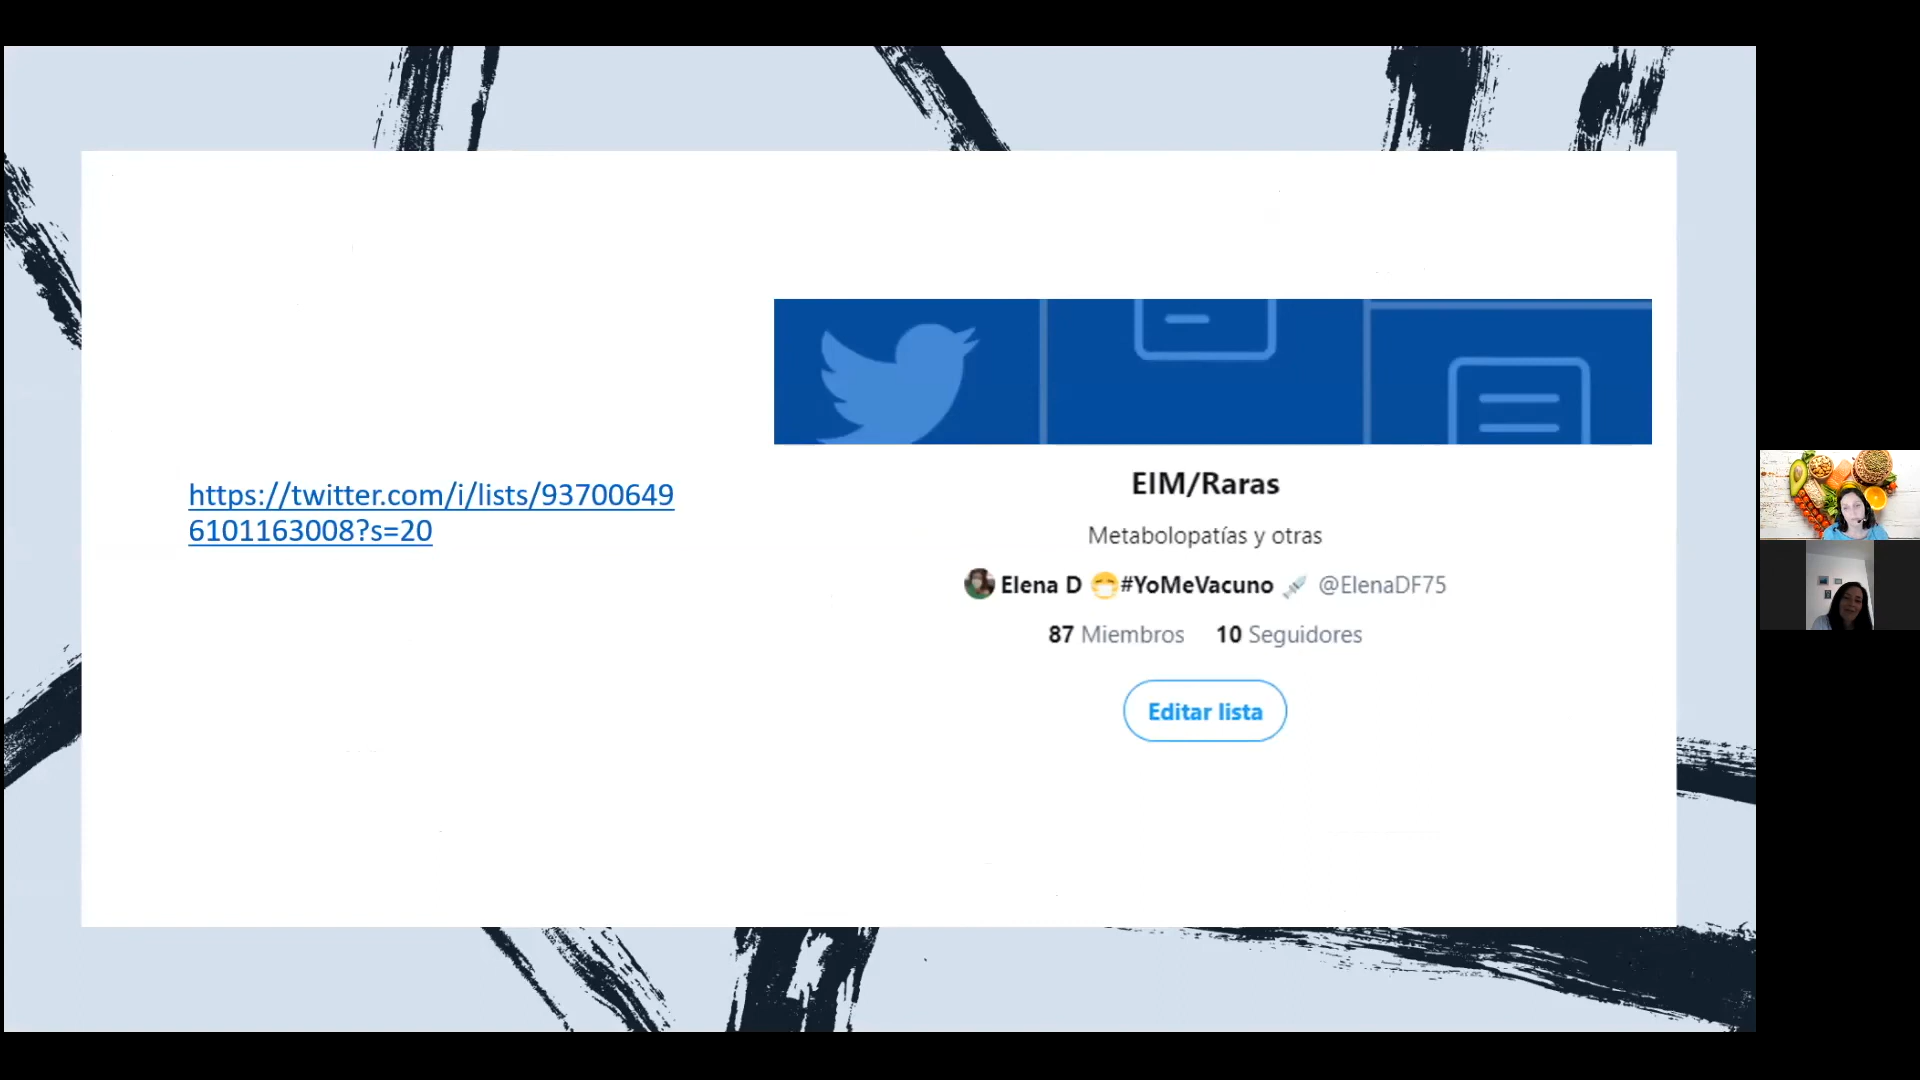 https://twitter.com/i/lists/93700649
6101163008?s=20
EIM/Raras
Metabolopatías y otras
Elena D 😷#YoMeVacuno 💉 @ElenaDF75
87 Miembros 10 Seguidores
Editar lista